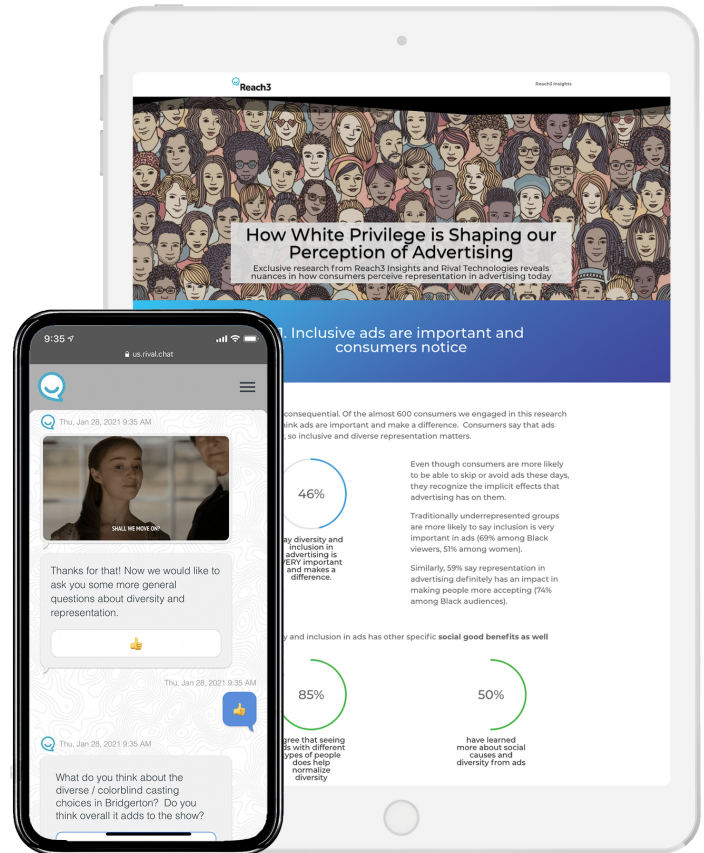 Reach3
Reach3 Insights
How White Privilege is Shaping our
Perception of Advertising
Exclusive research from Reach3 Insights and Rival Technologies reveals
nuances in how consumers perceive representation in advertising today
1. Inclusive ads are important and
consumers notice
consequential. Of the almost 600 consumers we engaged in this research
ink ads are important and make a difference. Consumers say that ads
, so inclusive and diverse representation matters.
46%
ay diversity and
inclusion in
advertising is
VERY important
and makes a
difference.
Even though consumers are more likely
to be able to skip or avoid ads these days,
they recognize the implicit effects that
advertising has on them.
Traditionally underrepresented groups
are more likely to say inclusion is very
important in ads (69% among Black
viewers, 51% among women).
Similarly, 59% say representation in
advertising definitely has an impact in
making people more accepting (74%
among Black audiences).
y and inclusion in ads has other specific social good benefits as well
85%
gree that seeing
ds with different
types of people
does help
normalize
diversity
50%
have learned
more about social
causes and
diversity from ads
9:35
us.rival.chat
Thu, Jan 28, 2021 9:35 AM
SHALL WE MOVE ON?
Thanks for that! Now we would like to
ask you some more general
questions about diversity and
representation.
Thu, Jan 28, 2021 9:35 AM
Thu, Jan 28, 2021 9:35 AM
What do you think about the
diverse / colorblind casting
choices in Bridgerton? Do you
think overall it adds to the show?